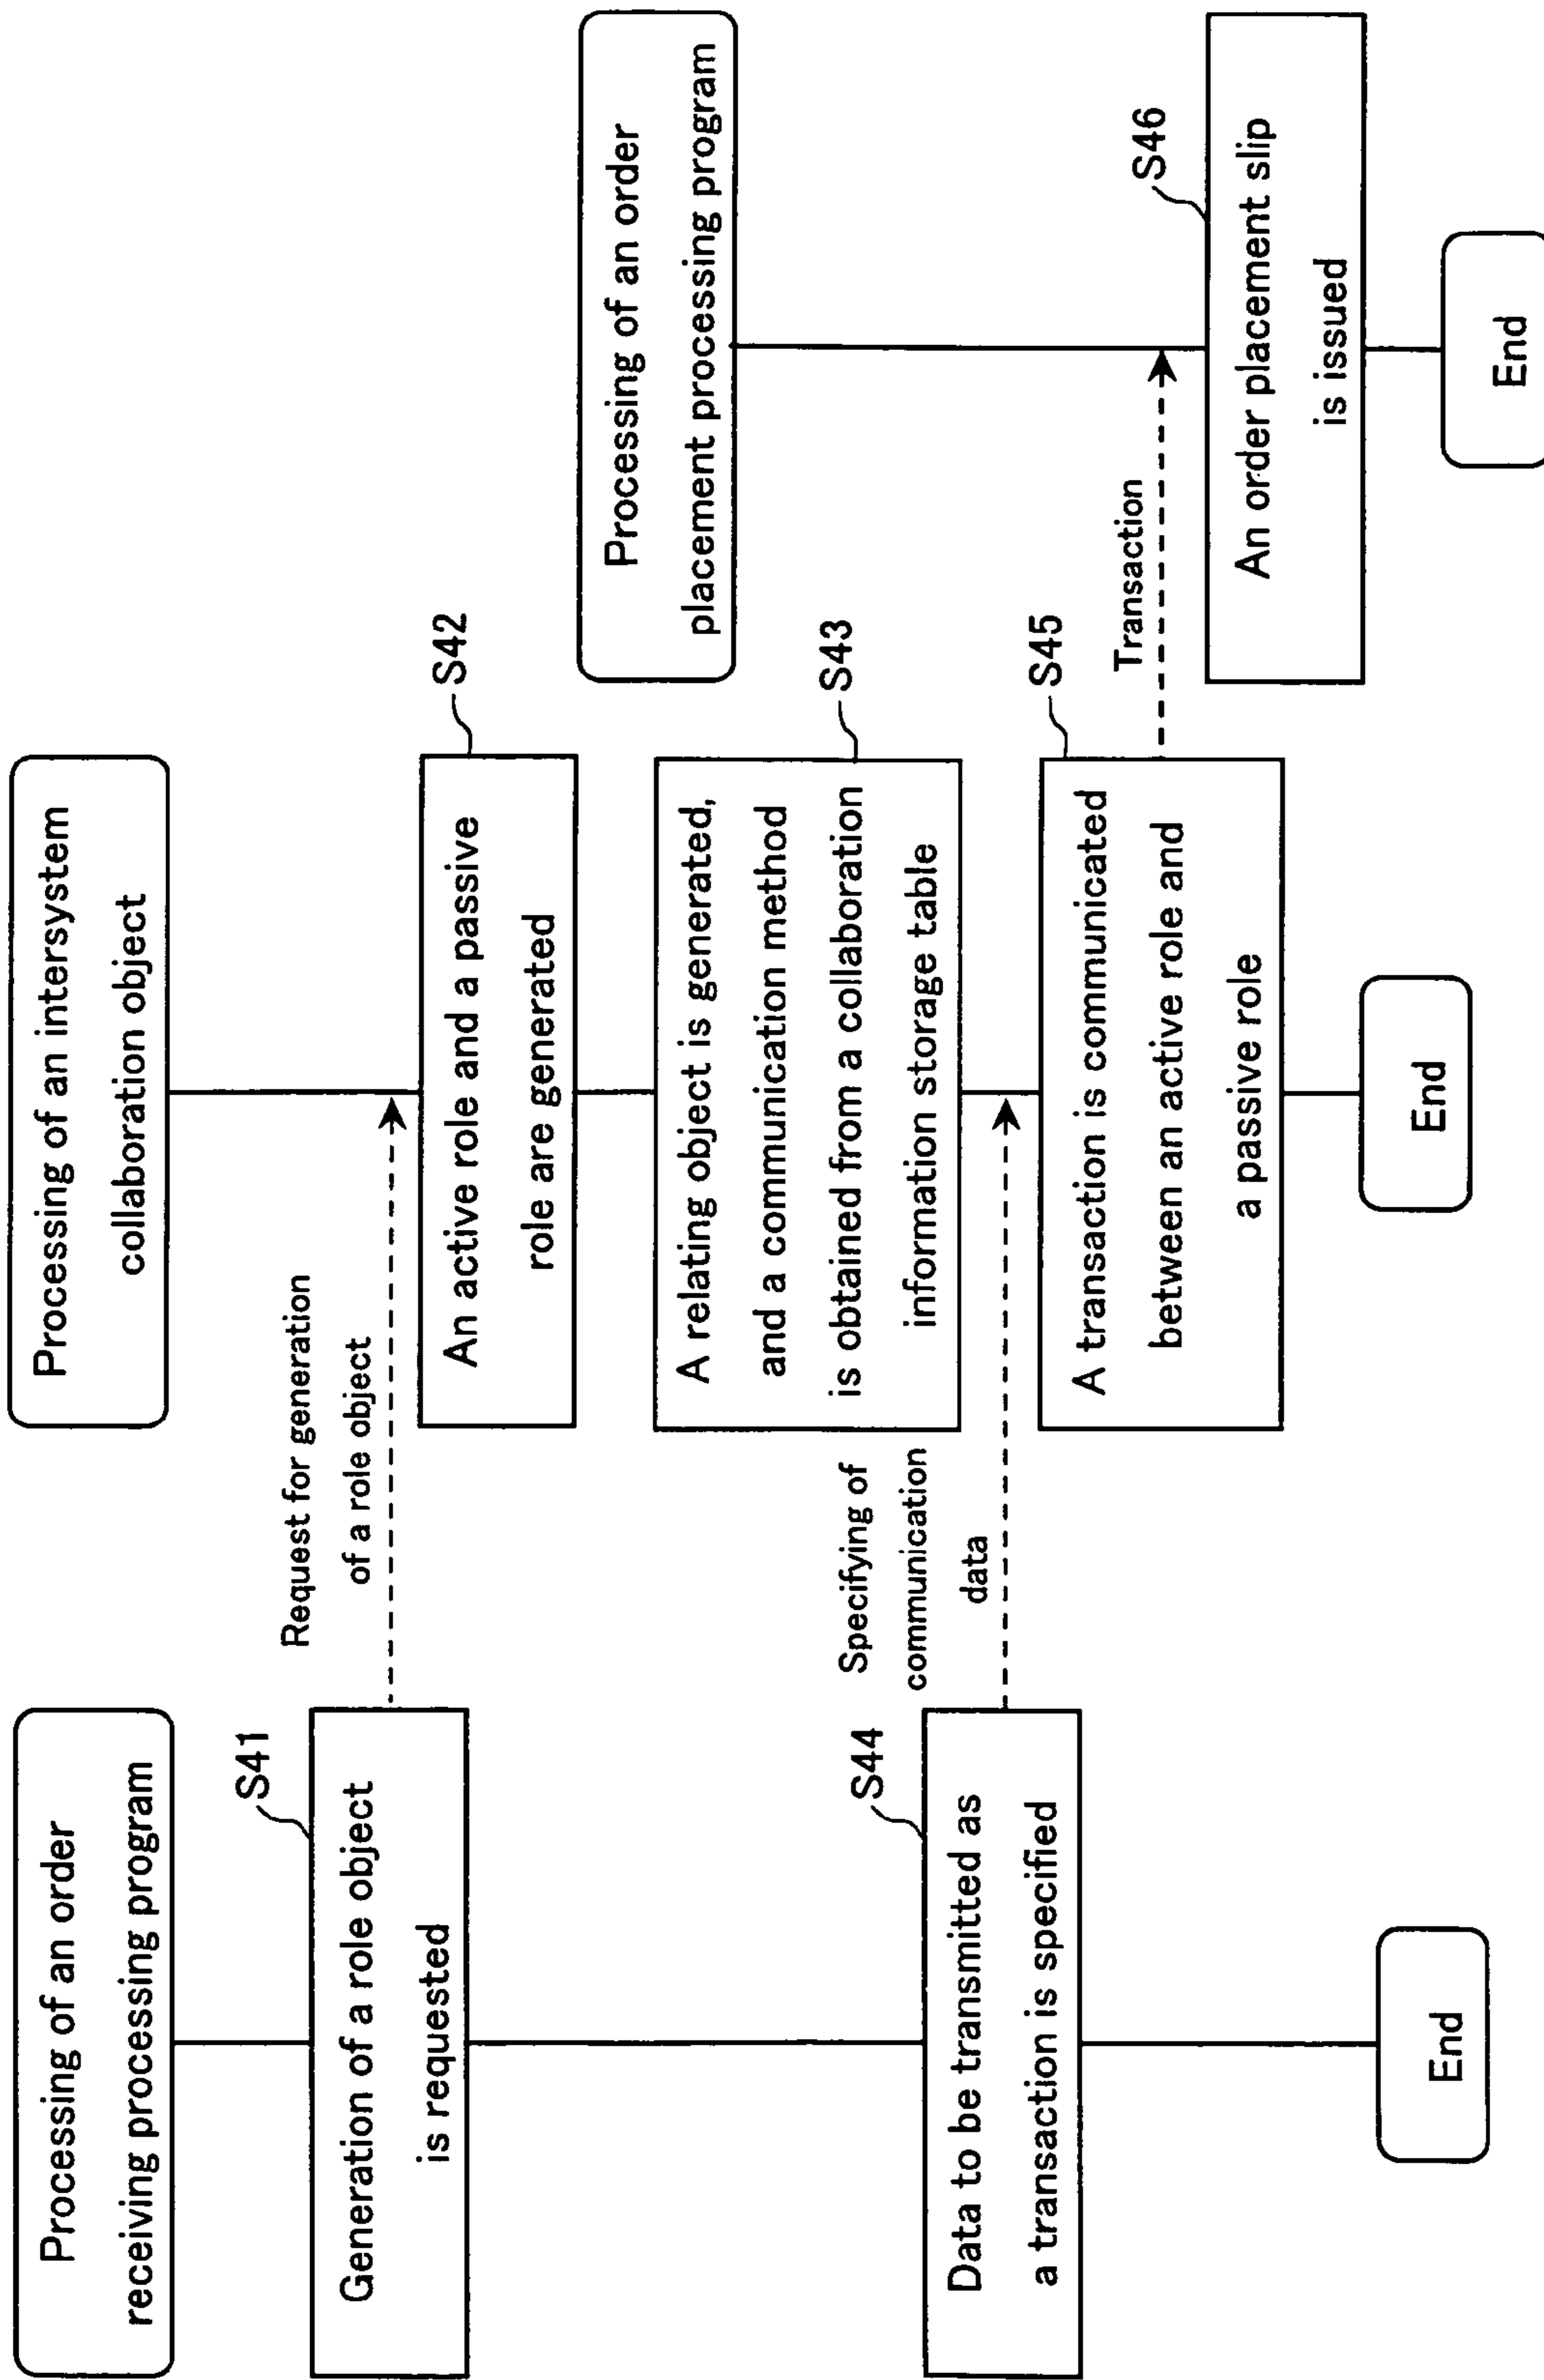 Processing of an order
receiving processing program
S41
Generation of a role object
is requested
S44
Data to be transmitted as
a transaction is specified
End
Request for generation
of a role object
Specifying of
communication
data
Processing of an intersystem
collaboration object
S42
An active role and a passive
role are generated
S43
A relating object is generated,
and a communication method
is obtained from a collaboration
information storage table
S45
A transaction is communicated
between an active role and
a passive role
End
Transaction
Processing of an order
placement processing program
S46
An order placement slip
is issued
End